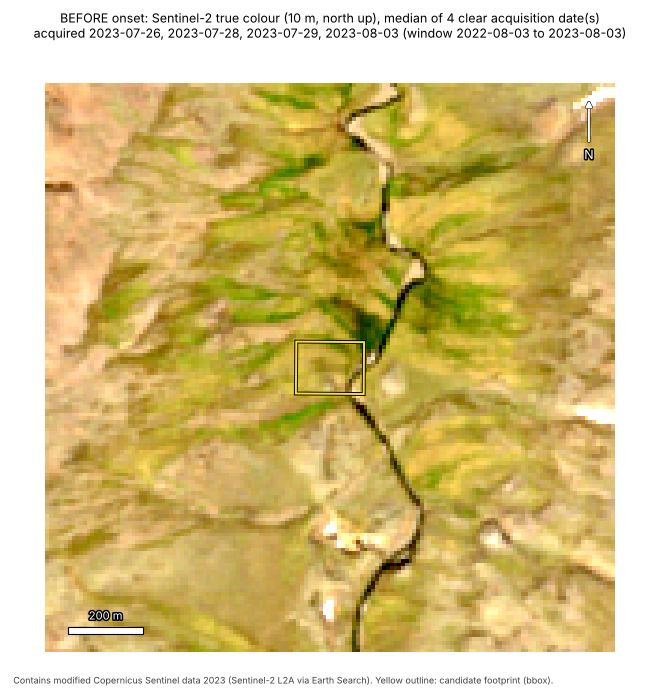 BEFORE onset: Sentinel-2 true colour (10 m, north up), median of 4 clear acquisition date(s)
acquired 2023-07-26, 2023-07-28, 2023-07-29, 2023-08-03 (window 2022-08-03 to 2023-08-03)
N
200 m
Contains modified Copernicus Sentinel data 2023 (Sentinel-2 L2A via Earth Search). Yellow outline: candidate footprint (bbox).